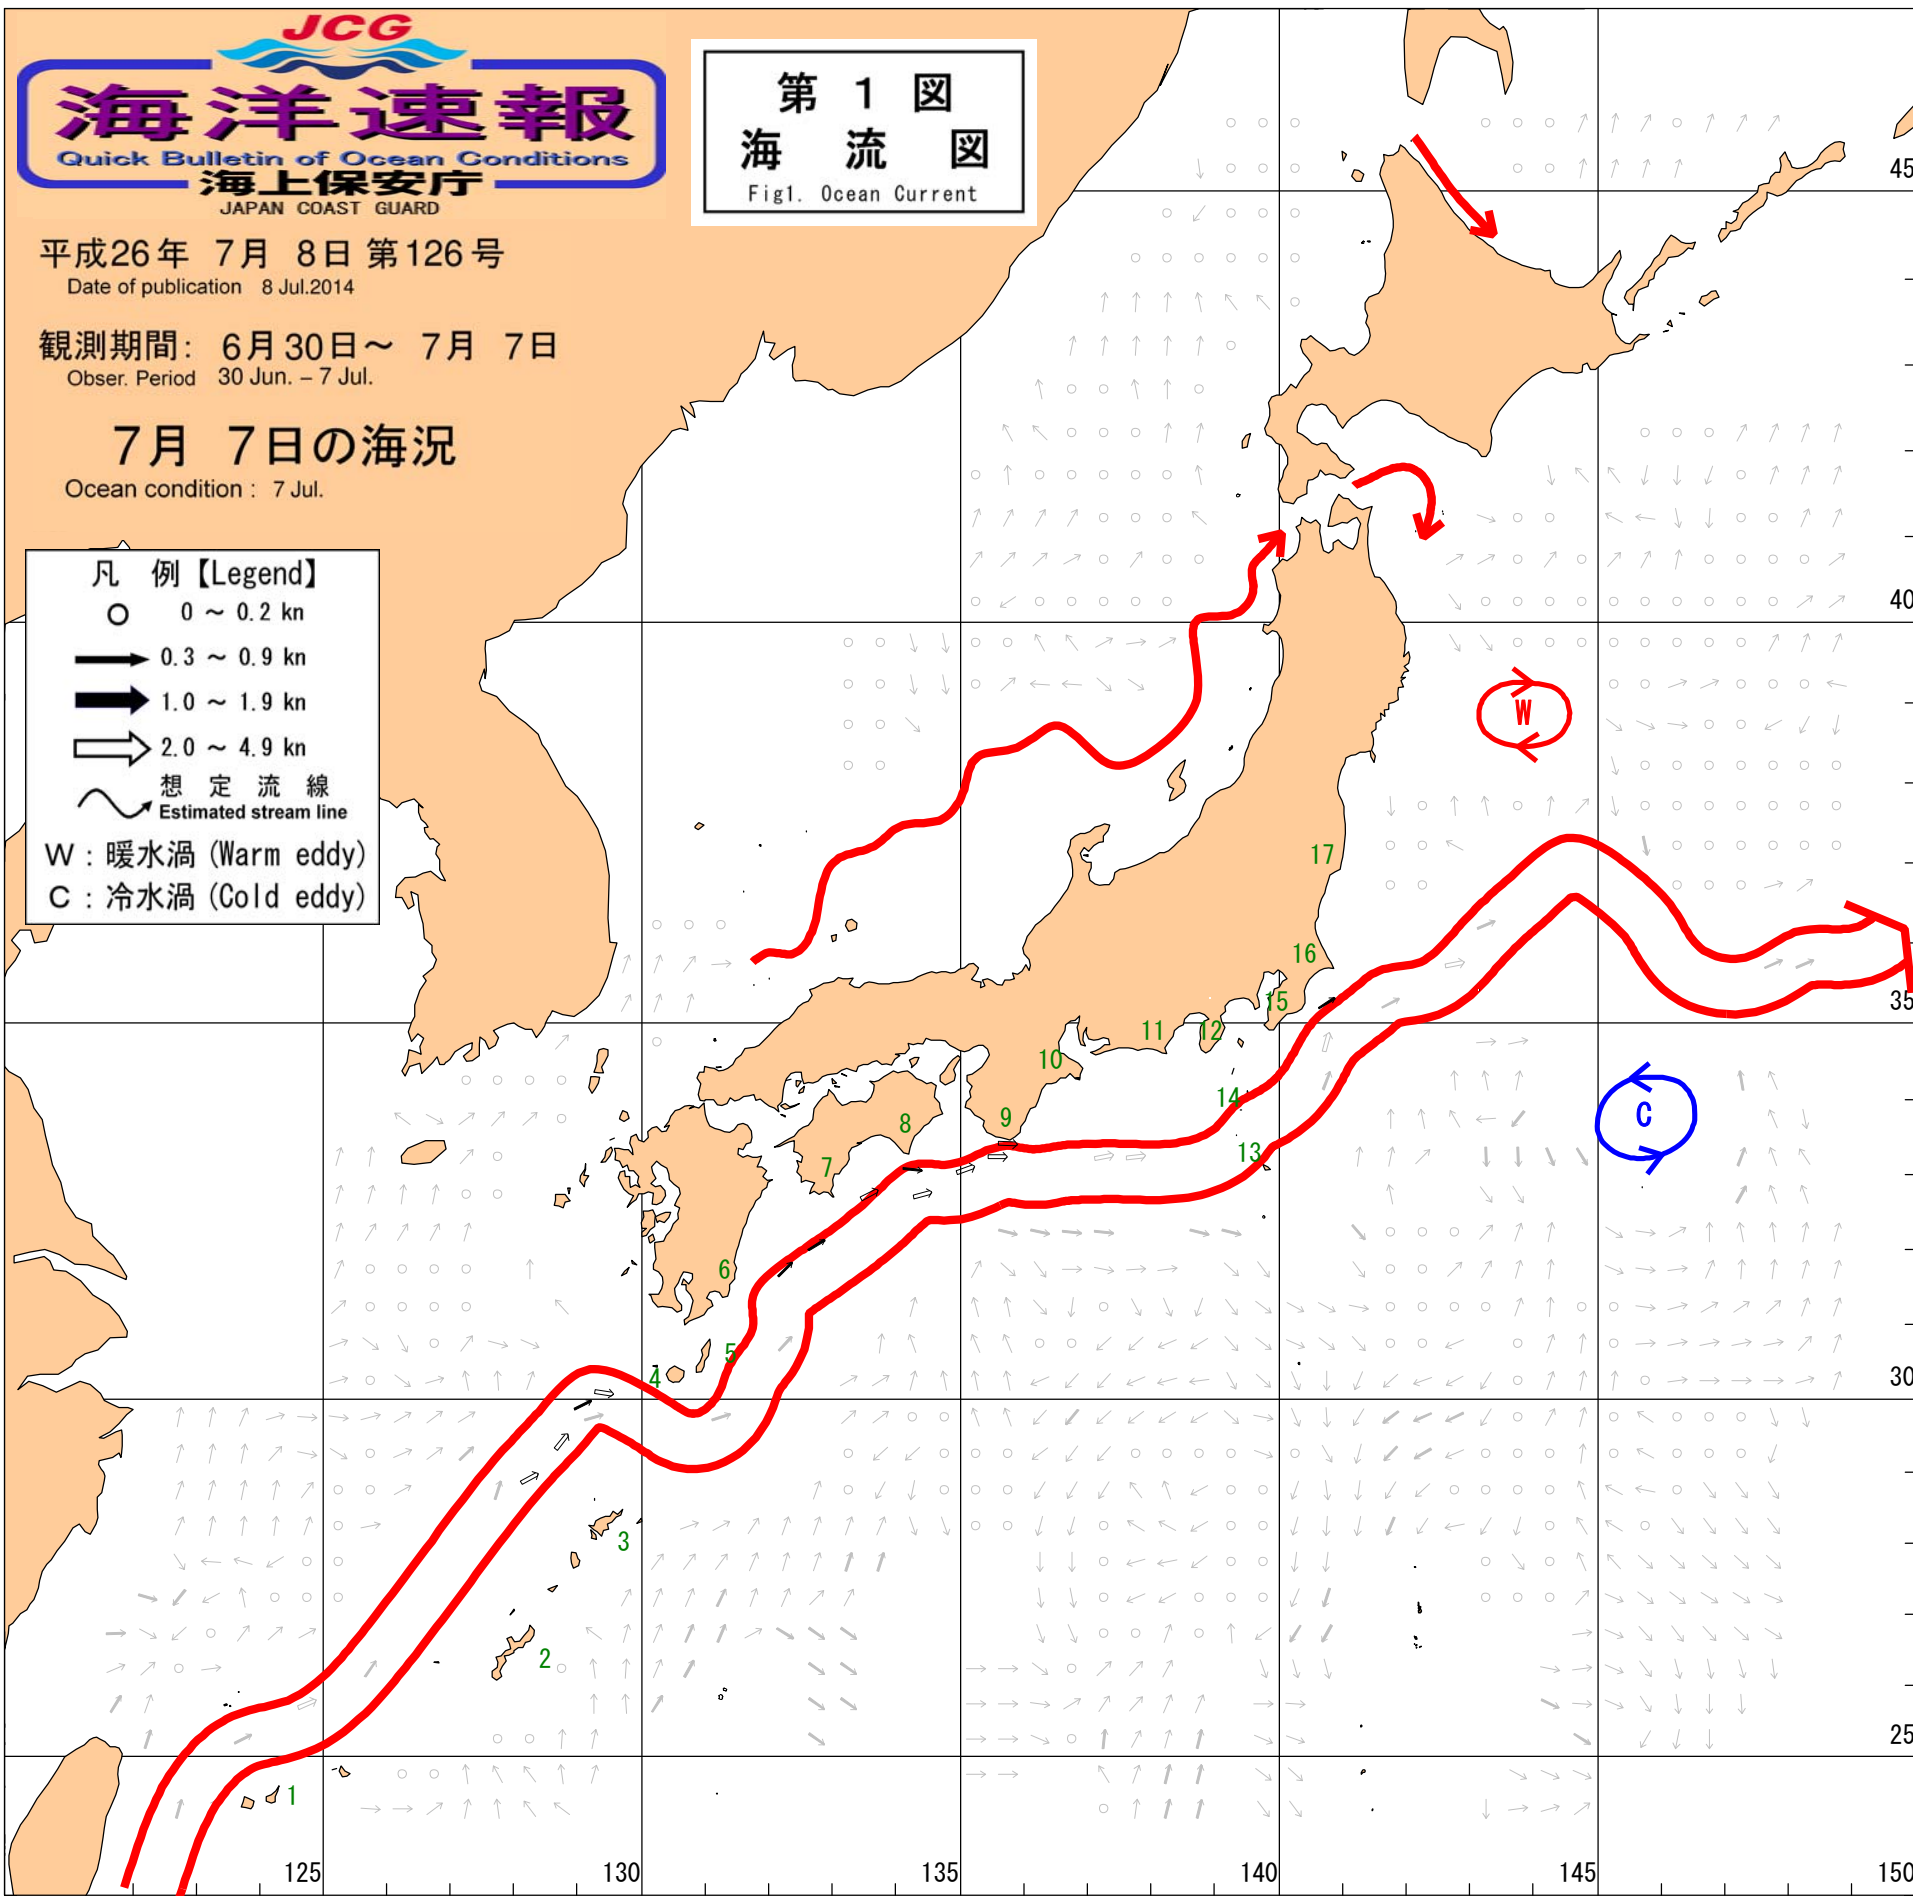 JCG
海洋速報
Quick Bulletin of Ocean Conditions
海上保安庁
JAPAN COAST GUARD
第 1 図
海 流 図
Fig1. Ocean Current
平成26年 7月 8日 第126号
Date of publication 8 Jul.2014
観測期間: 6月30日～ 7月 7日
Obser. Period 30 Jun. – 7 Jul.
7月 7日の海況
Ocean condition : 7 Jul.
凡 例【Legend】
0 ～ 0.2 kn
0.3 ～ 0.9 kn
1.0 ～ 1.9 kn
2.0 ～ 4.9 kn
想 定 流 線
Estimated stream line
W : 暖水渦 (Warm eddy)
C : 冷水渦 (Cold eddy)
45
40
W
17
16
35
15
11
12
10
14
C
9
8
13
7
6
5
4
30
3
2
25
1
125
130
135
140
145
150